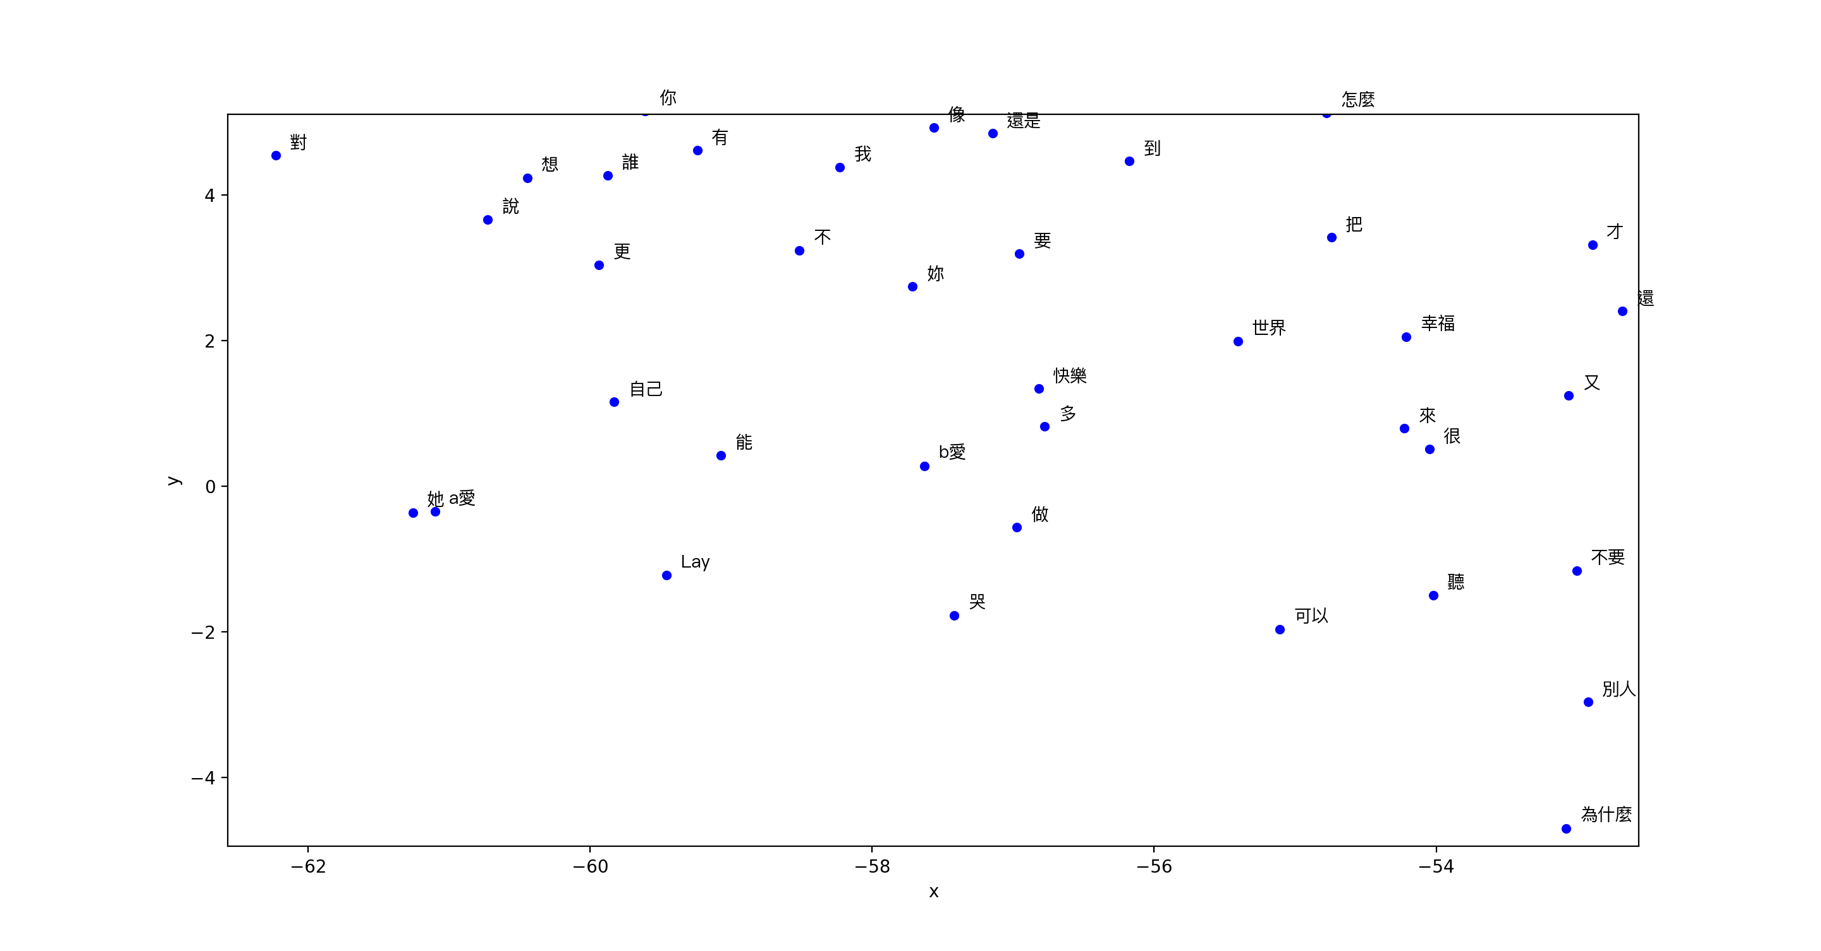 你
怎麼
像
還是
對
有
到
我
誰
想
4
說
把
才
不
要
更
妳
還
世界
幸福
2
快樂
又
自己
多
來
很
能
b愛
y
0
她 a愛
做
不要
Lay
聽
哭
可以
−2
別人
−4
為什麼
−62
−60
−58
−56
−54
x